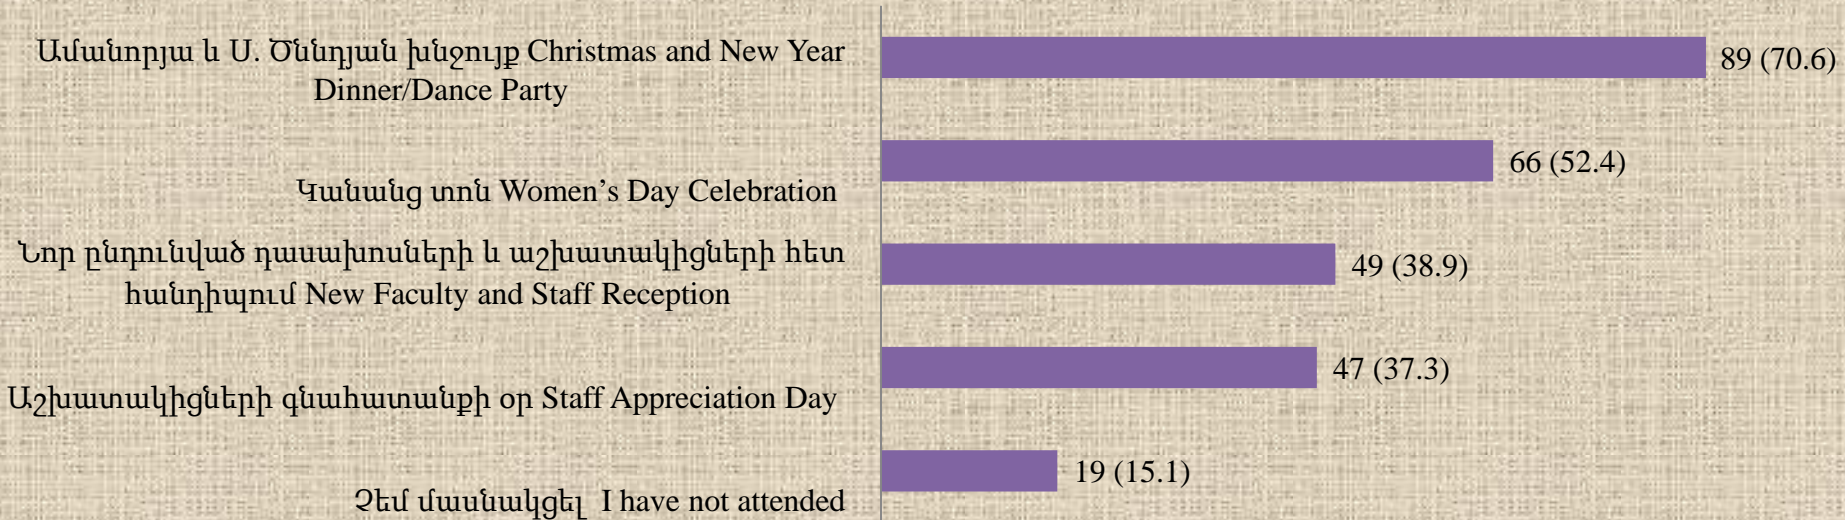 Ամանորյա և Ս. Ծննդյան խնջույք Christmas and New Year
Dinner/Dance Party
89 (70.6)
Կանանց տոն Women’s Day Celebration
66 (52.4)
Նոր ընդունված դասախոսների և աշխատակիցների հետ
հանդիպում New Faculty and Staff Reception
49 (38.9)
Աշխատակիցների գնահատանքի օր Staff Appreciation Day
47 (37.3)
Չեմ մասնակցել I have not attended
19 (15.1)